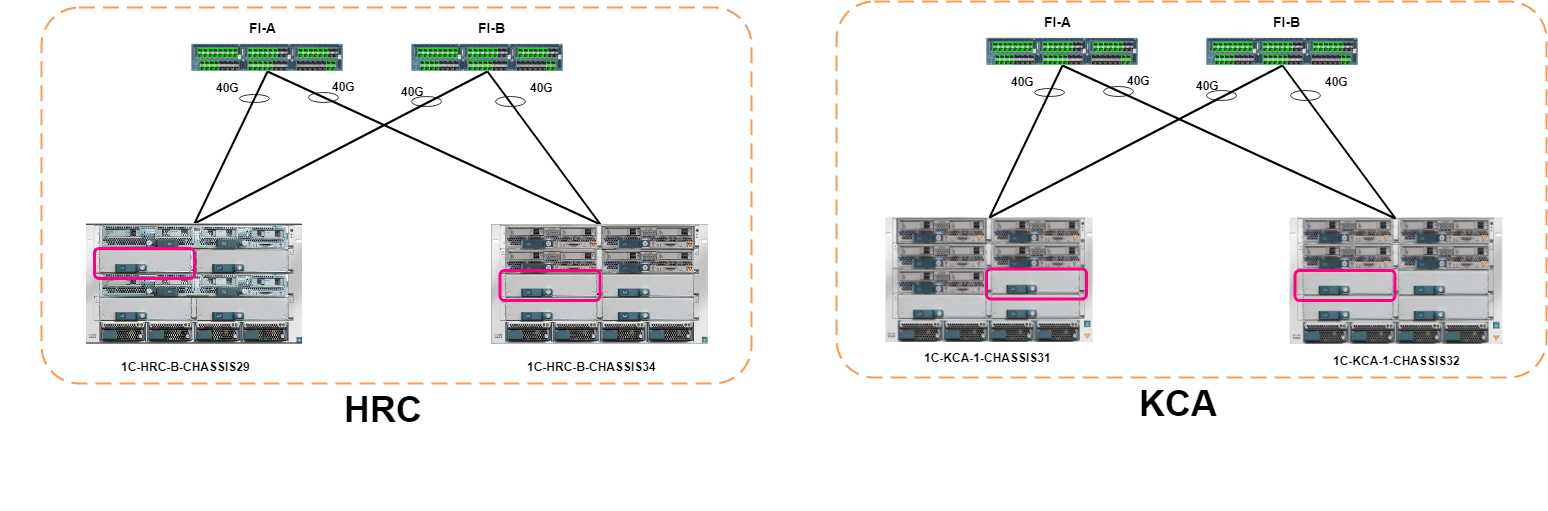 FI-A
FI-B
40G
40G
40G
40G
1C-HRC-B-CHASSIS29
1C-HRC-B-CHASSIS34
HRC
FI-A
FI-B
40G
40G
40G
40G
1C-KCA-1-CHASSIS31
1C-KCA-1-CHASSIS32
KCA